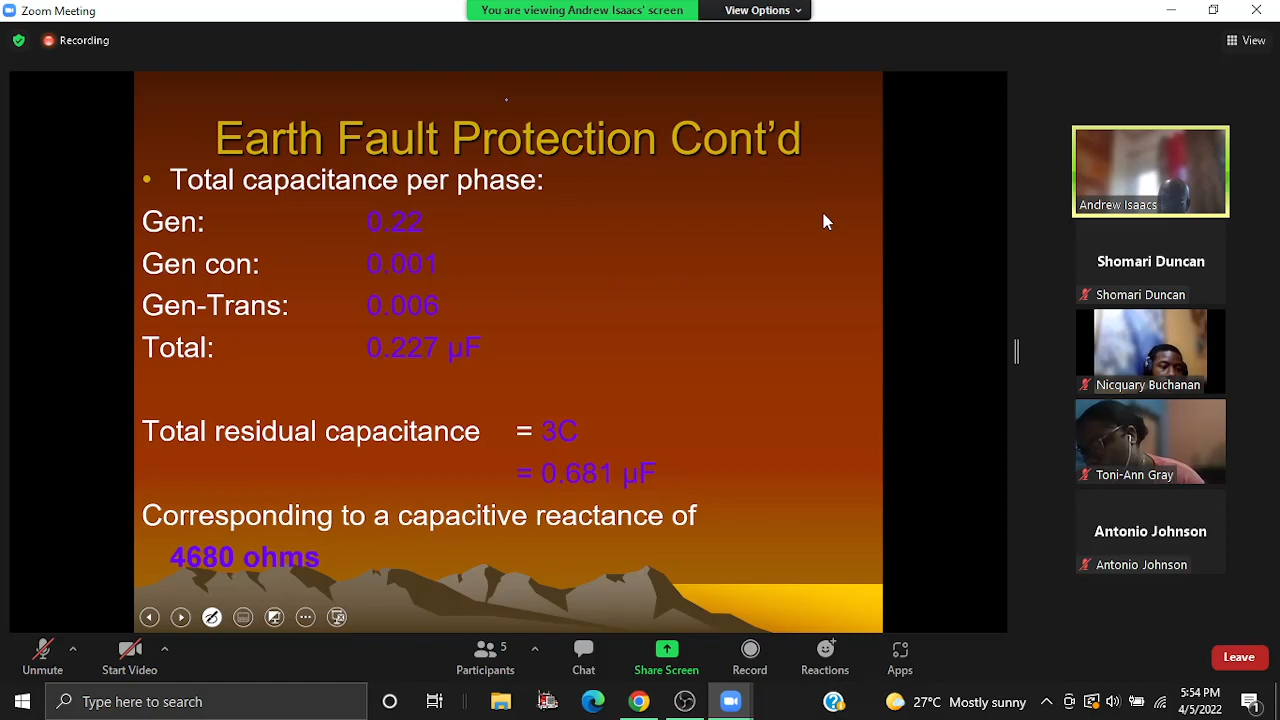 Zoom Meeting
You are viewing Andrew Isaacs' screen
View Options
Recording
View
Earth Fault Protection Cont'd
• Total capacitance per phase:
Gen: 0.22
Gen con: 0.001
Gen-Trans: 0.006
Total: 0.227 µF
Total residual capacitance = 3C
= 0.681 µF
Corresponding to a capacitive reactance of
4680 ohms
Andrew Isaacs
Shomari Duncan
Shomari Duncan
Nicquary Buchanan
Toni-Ann Gray
Antonio Johnson
Antonio Johnson
Unmute
Start Video
5
Participants
Chat
Share Screen
Record
Reactions
Apps
Leave
Type here to search
27°C Mostly sunny
5:54 PM
4/5/2022
1